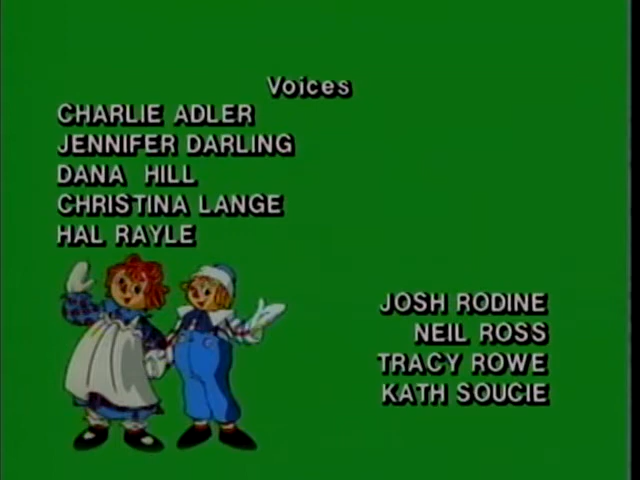 Voices
CHARLIE ADLER
JENNIFER DARLING
DANA HILL
CHRISTINA LANGE
HAL RAYLE
JOSH RODINE
NEIL ROSS
TRACY ROWE
KATH SOUCIE